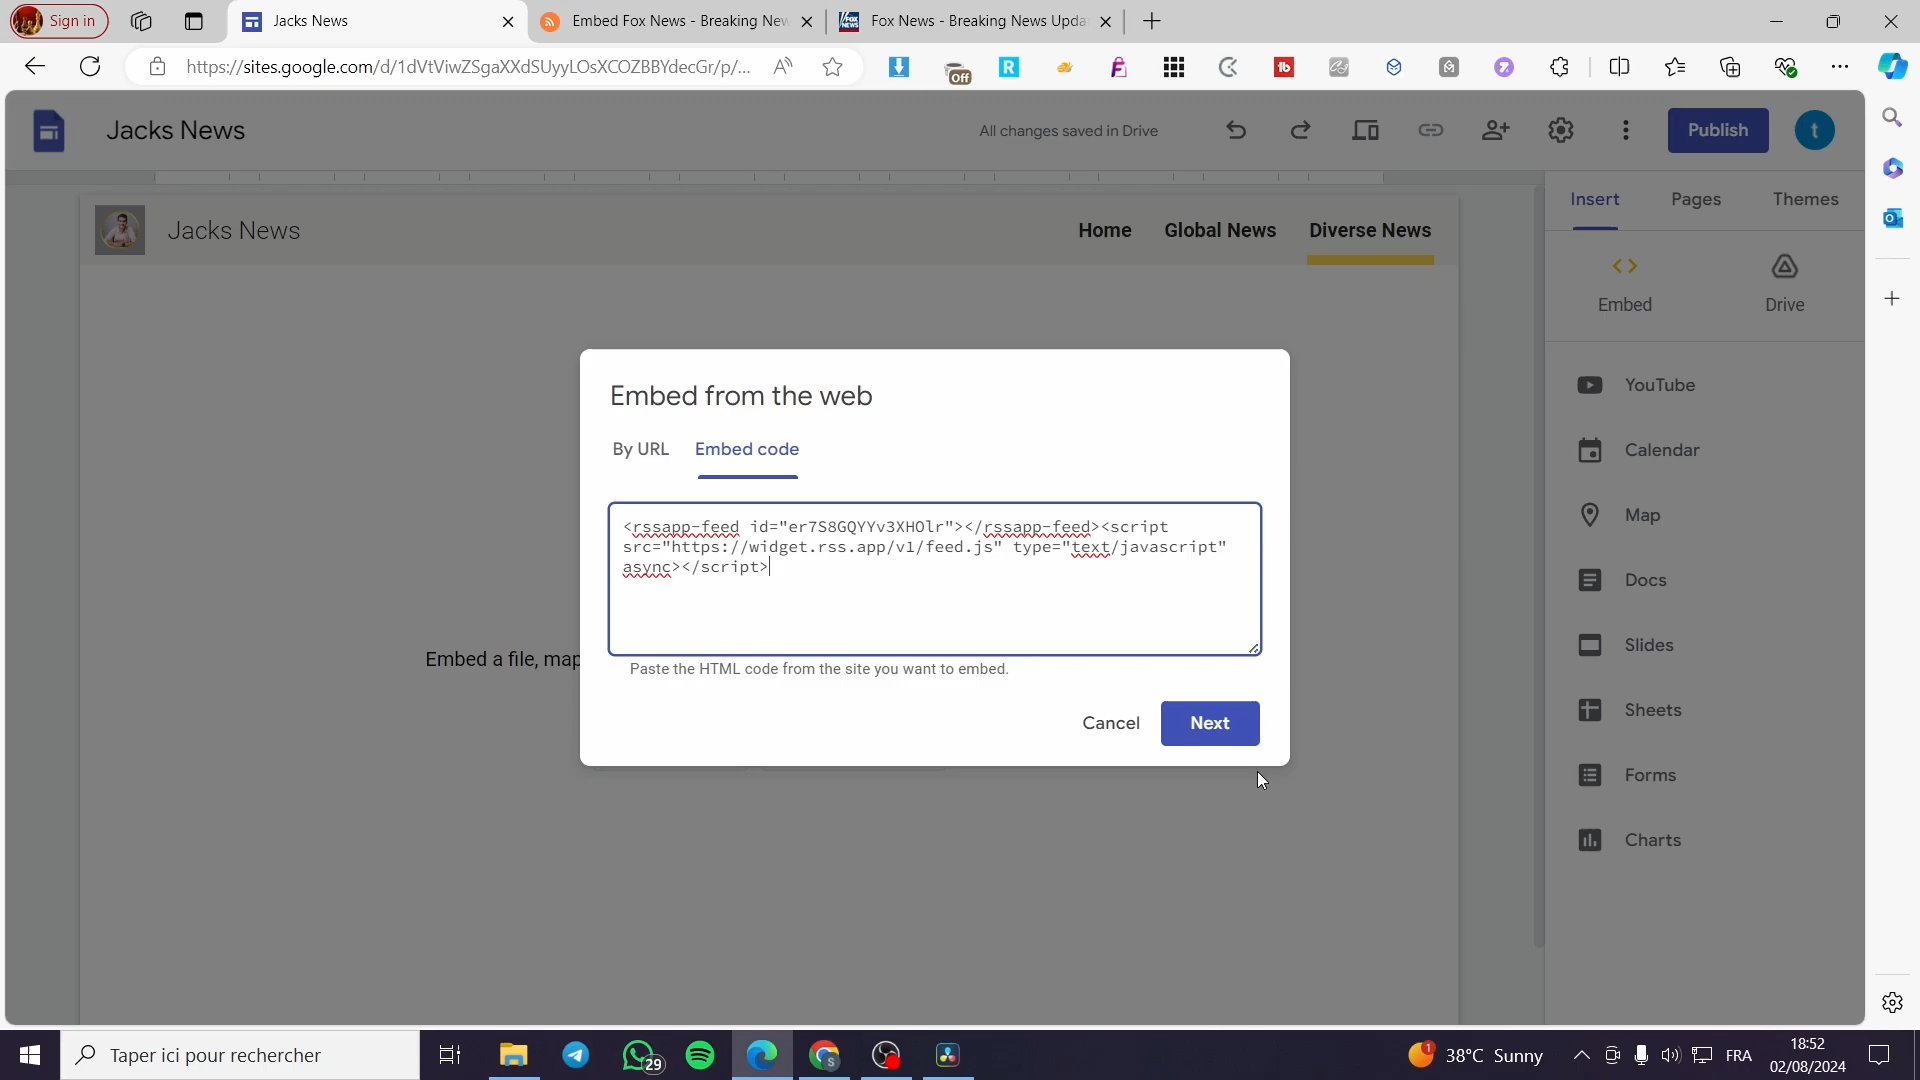 Sign in
Jacks News
Embed Fox News - Breaking New
Fox News - Breaking News Upda
https://sites.google.com/d/1dVtViwZSgaXXdSUyyLOsXCOZBBYdecGr/p/...
Off
Jacks News
All changes saved in Drive
Publish
t
Insert
Pages
Themes
Jacks News
Home
Global News
Diverse News
Embed
Drive
YouTube
Calendar
Map
Docs
Slides
Sheets
Forms
Charts
Embed a file, map
Embed from the web
By URL
Embed code
<rssapp-feed id="er7S8GQYYv3XHOlr"></rssapp-feed><script
src="https://widget.rss.app/v1/feed.js" type="text/javascript"
async></script>
Paste the HTML code from the site you want to embed.
Cancel
Next
Taper ici pour rechercher
29
1
38°C Sunny
FRA
18:52
02/08/2024